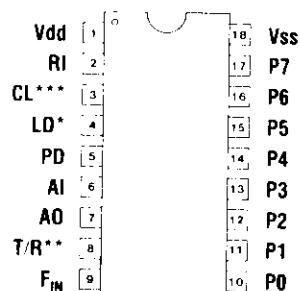 Vdd 1 18 Vss
RI 2 17 P7
CL*** 3 16 P6
LD* 4 15 P5
PD 5 14 P4
AI 6 13 P3
AO 7 12 P2
T/R** 8 11 P1
FIN 9 10 P0